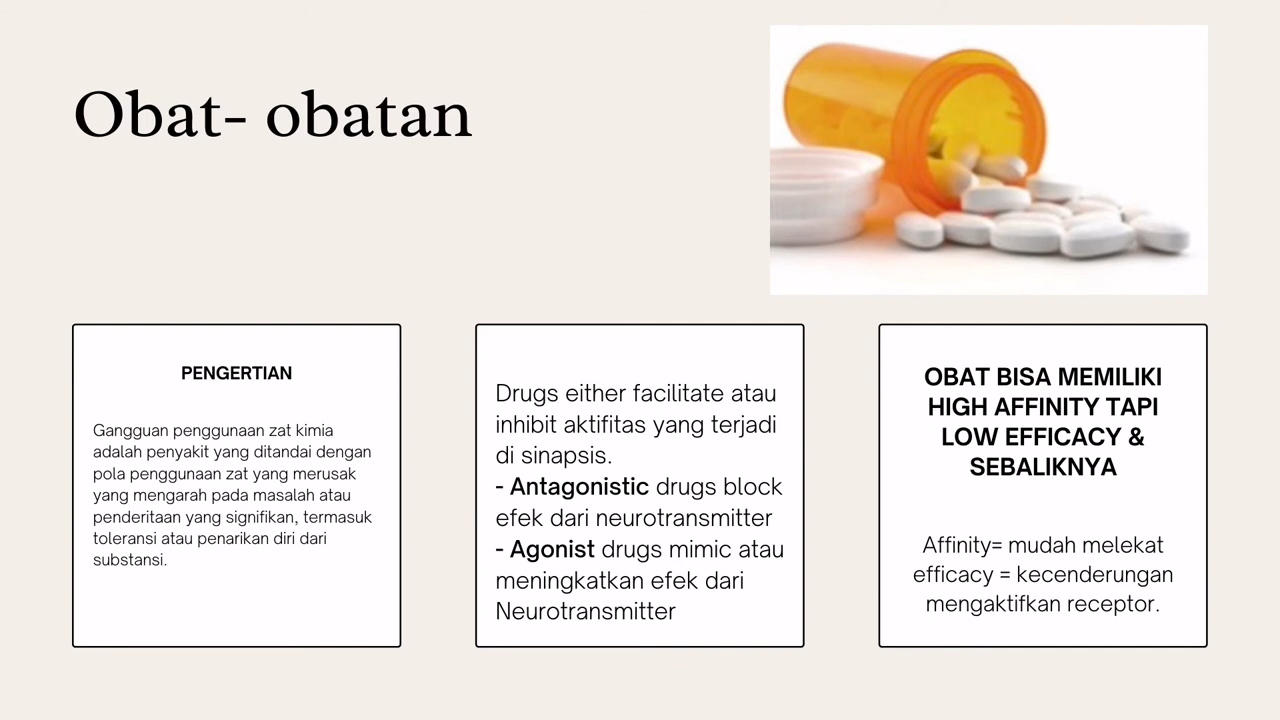 Obat- obatan
PENGERTIAN
Gangguan penggunaan zat kimia
adalah penyakit yang ditandai dengan
pola penggunaan zat yang merusak
yang mengarah pada masalah atau
penderitaan yang signifikan, termasuk
toleransi atau penarikan diri dari
substansi.
Drugs either facilitate atau
inhibit aktifitas yang terjadi
di sinapsis.
- Antagonistic drugs block
efek dari neurotransmitter
- Agonist drugs mimic atau
meningkatkan efek dari
Neurotransmitter
OBAT BISA MEMILIKI
HIGH AFFINITY TAPI
LOW EFFICACY &
SEBALIKNYA
Affinity= mudah melekat
efficacy = kecenderungan
mengaktifkan receptor.